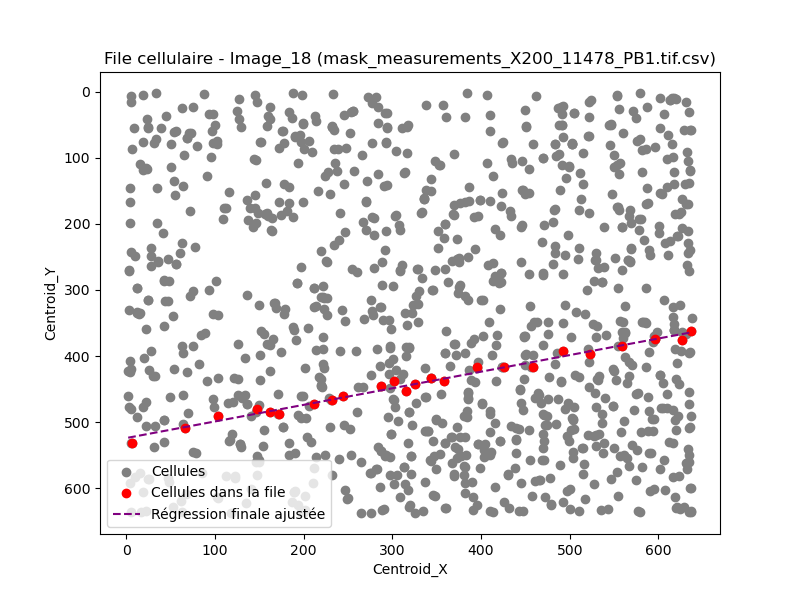 File cellulaire - Image_18 (mask_measurements_X200_11478_PB1.tif.csv)
Centroid_Y
0
100
200
300
400
500
600
Cellules
Cellules dans la file
Régression finale ajustée
0 100 200 300 400 500 600
Centroid_X